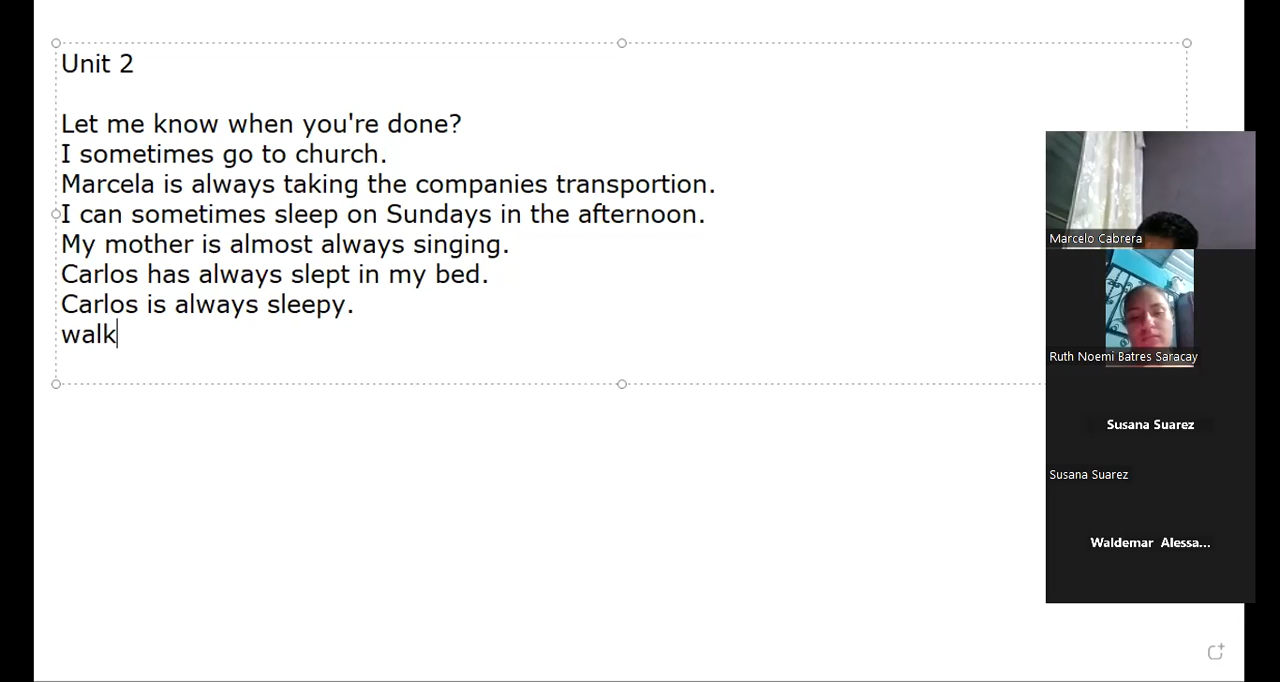 Unit 2
Let me know when you're done?
I sometimes go to church.
Marcela is always taking the companies transportion.
I can sometimes sleep on Sundays in the afternoon.
My mother is almost always singing.
Carlos has always slept in my bed.
Carlos is always sleepy.
walk
Marcelo Cabrera
Ruth Noemi Batres Saracay
Susana Suarez
Susana Suarez
Waldemar Alessa...